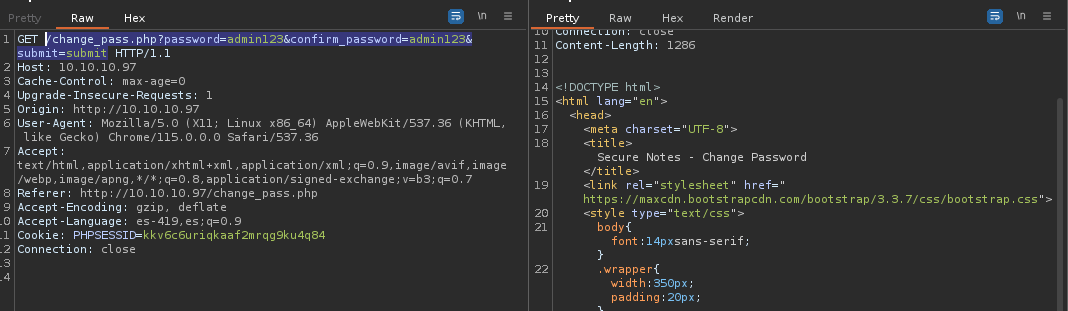 Pretty Raw Hex
\n
1 GET /change_pass.php?password=admin123&confirm_password=admin123&
submit=submit HTTP/1.1
2 Host: 10.10.10.97
3 Cache-Control: max-age=0
4 Upgrade-Insecure-Requests: 1
5 Origin: http://10.10.10.97
6 User-Agent: Mozilla/5.0 (X11; Linux x86_64) AppleWebKit/537.36 (KHTML,
like Gecko) Chrome/115.0.0.0 Safari/537.36
7 Accept:
text/html,application/xhtml+xml,application/xml;q=0.9,image/avif,image
/webp,image/apng,*/*;q=0.8,application/signed-exchange;v=b3;q=0.7
8 Referer: http://10.10.10.97/change_pass.php
9 Accept-Encoding: gzip, deflate
10 Accept-Language: es-419,es;q=0.9
11 Cookie: PHPSESSID=kkv6c6uriqkaaf2mrqg9ku4q84
12 Connection: close
13
14
Pretty Raw Hex Render
\n
10 Connection: close
11 Content-Length: 1286
12
13
14 <!DOCTYPE html>
15 <html lang="en">
16 <head>
17 <meta charset="UTF-8">
18 <title>
Secure Notes - Change Password
</title>
19 <link rel="stylesheet" href="
https://maxcdn.bootstrapcdn.com/bootstrap/3.3.7/css/bootstrap.css">
20 <style type="text/css">
21 body{
font:14pxsans-serif;
}
22 .wrapper{
width:350px;
padding:20px;
}